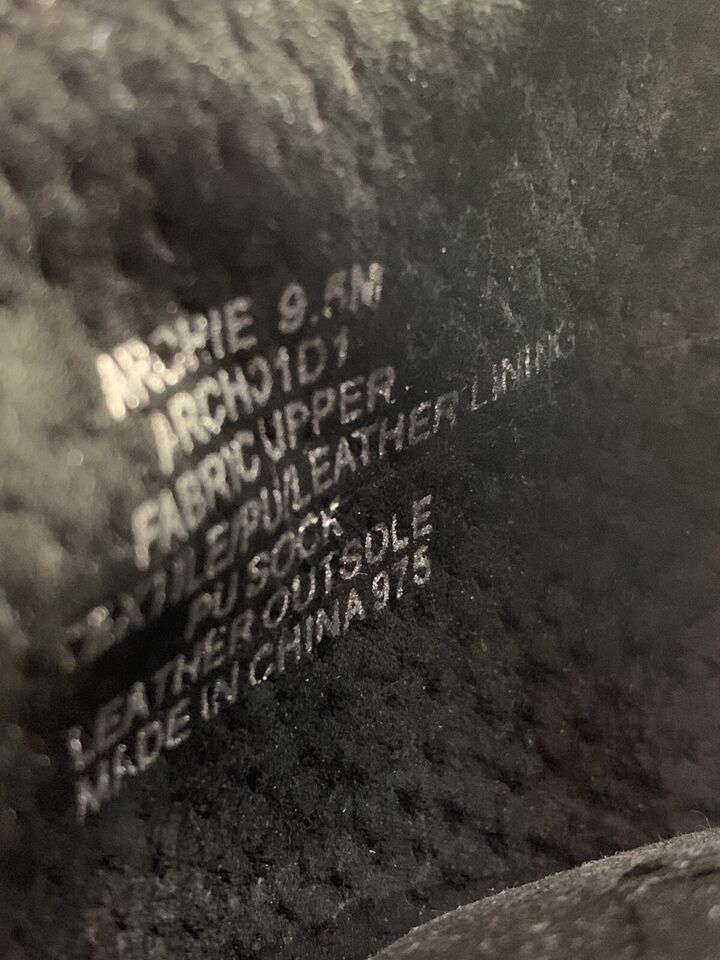 ARCHIE 9.5M
ARCH01D1
FABRIC UPPER
TEXTILE/PU/LEATHER LINING
PU SOCK
LEATHER OUTSOLE
MADE IN CHINA 975